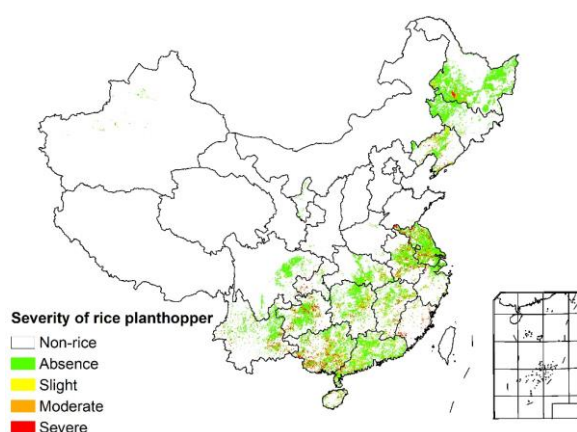 Severity of rice planthopper
Non-rice
Absence
Slight
Moderate
Severe